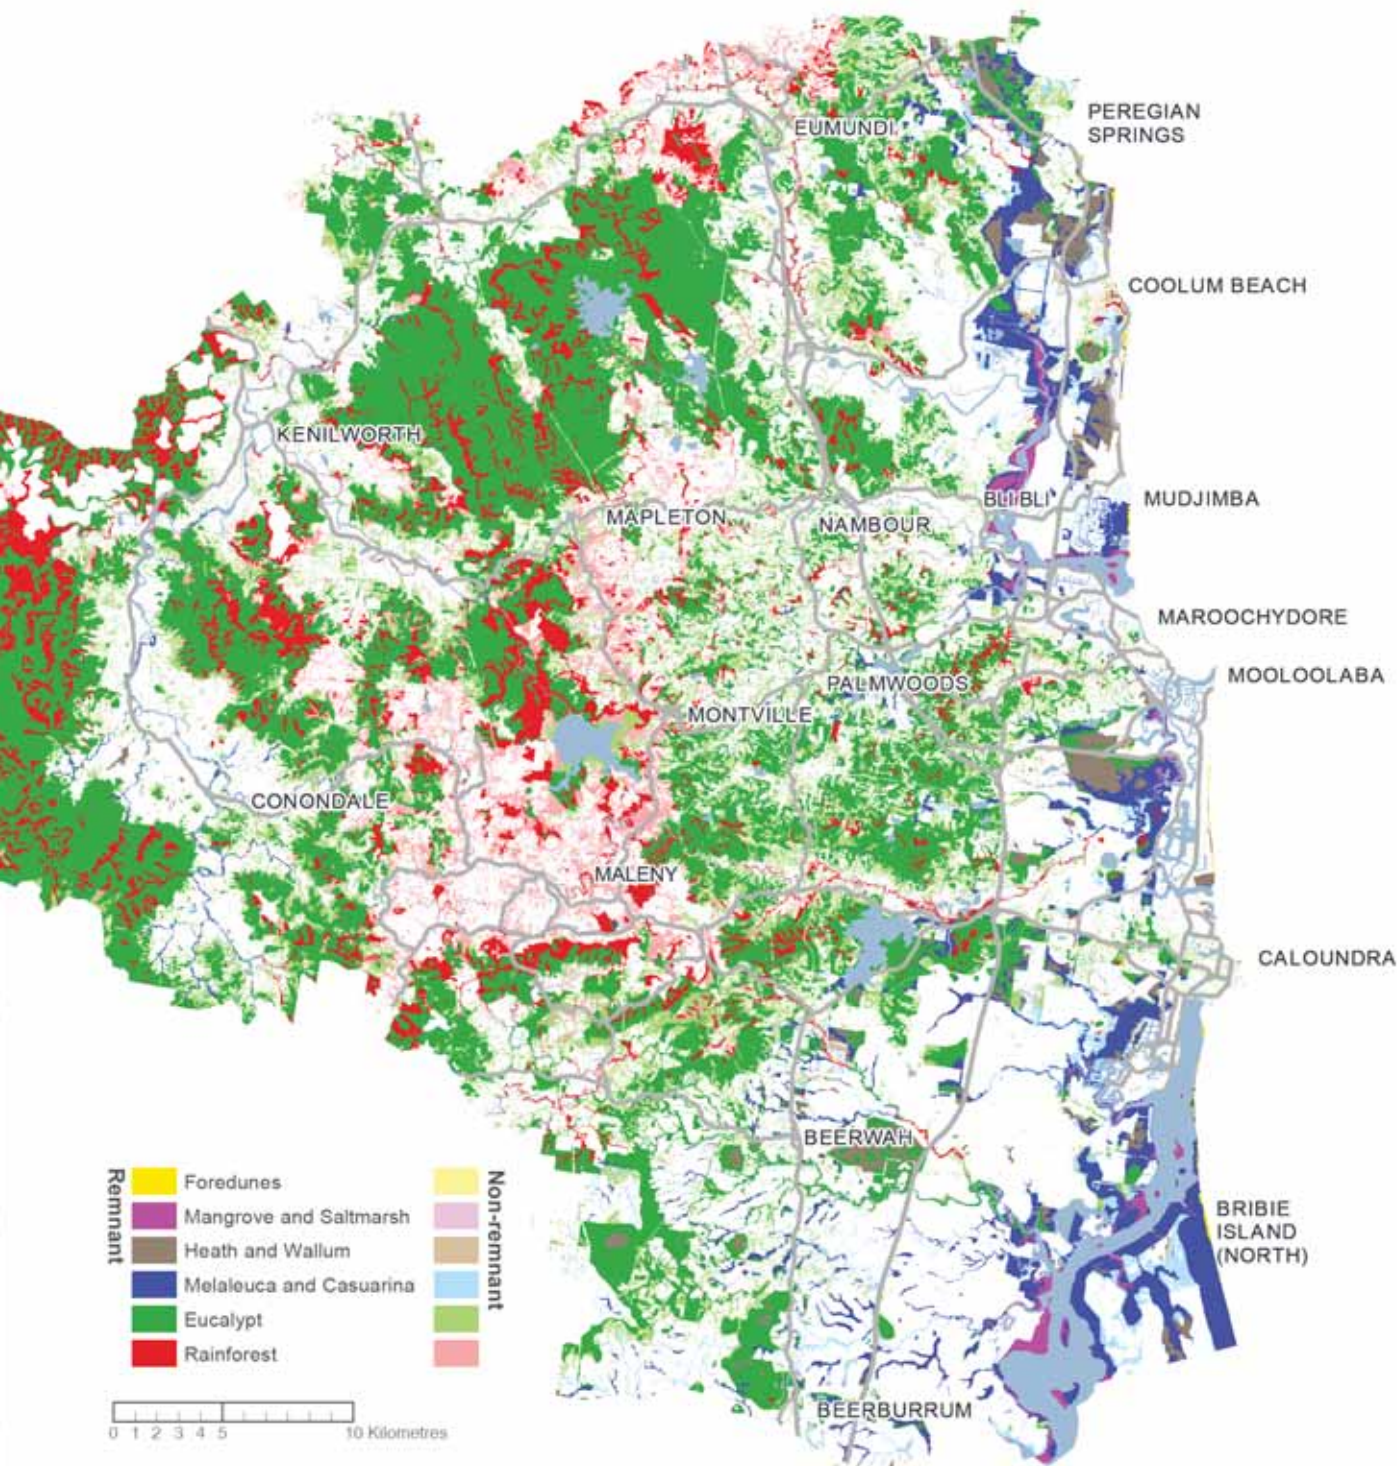 PEREGIAN
SPRINGS
EUMUNDI
COOLUM BEACH
KENILWORTH
MAPLETON
NAMBOUR
BLI BLI
MUDJIMBA
MAROOCHYDORE
MOOLOOLABA
PALMWOODS
MONTVILLE
CONONDALE
MALENY
CALOUNDRA
BEERWAH
BRIBIE
ISLAND
(NORTH)
BEERBURRUM
Remnant
Foredunes
Mangrove and Saltmarsh
Heath and Wallum
Melaleuca and Casuarina
Eucalypt
Rainforest
Non-remnant
0 1 2 3 4 5 10 Kilometres